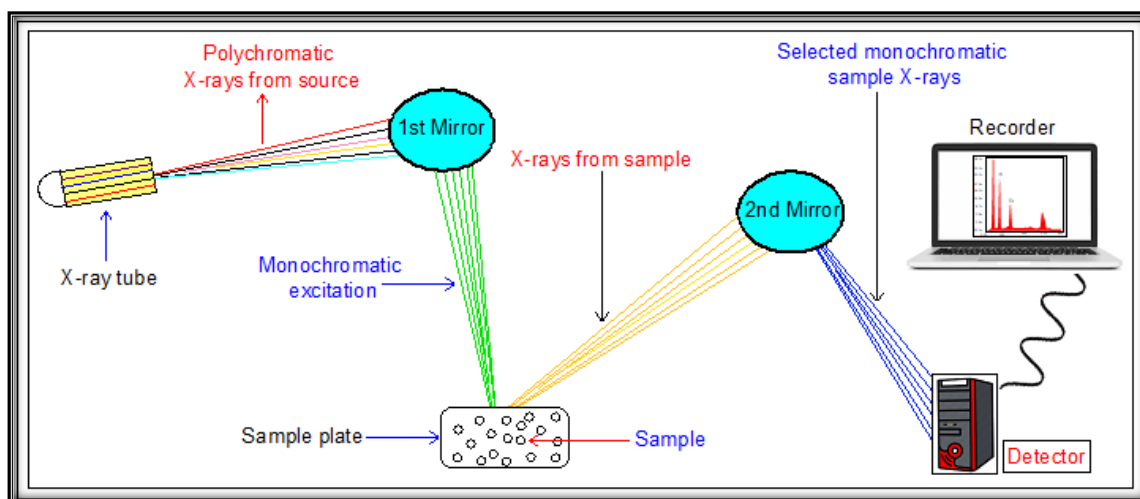 Polychromatic
X-rays from source
1st Mirror
X-ray tube
Monochromatic
excitation
X-rays from sample
2nd Mirror
Selected monochromatic
sample X-rays
Recorder
Sample plate
Sample
Detector